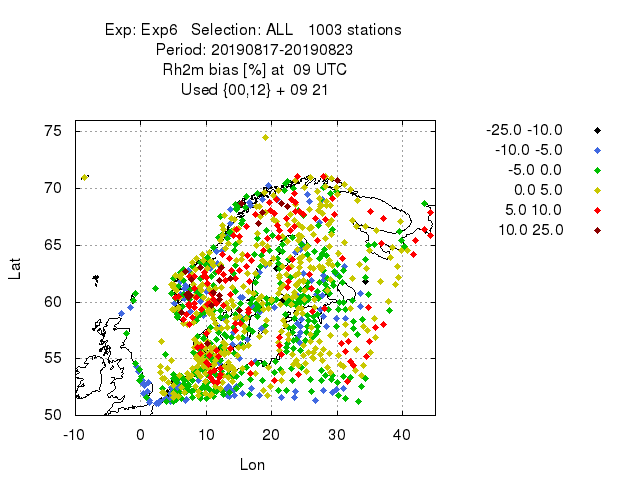 Exp: Exp6   Selection: ALL   1003 stations
Period: 20190817-20190823
Rh2m bias [%] at  09 UTC
Used {00,12} + 09 21
75
70
65
60
55
50
Lat
-10 0 10 20 30 40
Lon
-25.0 -10.0
-10.0 -5.0
-5.0 0.0
0.0 5.0
5.0 10.0
10.0 25.0